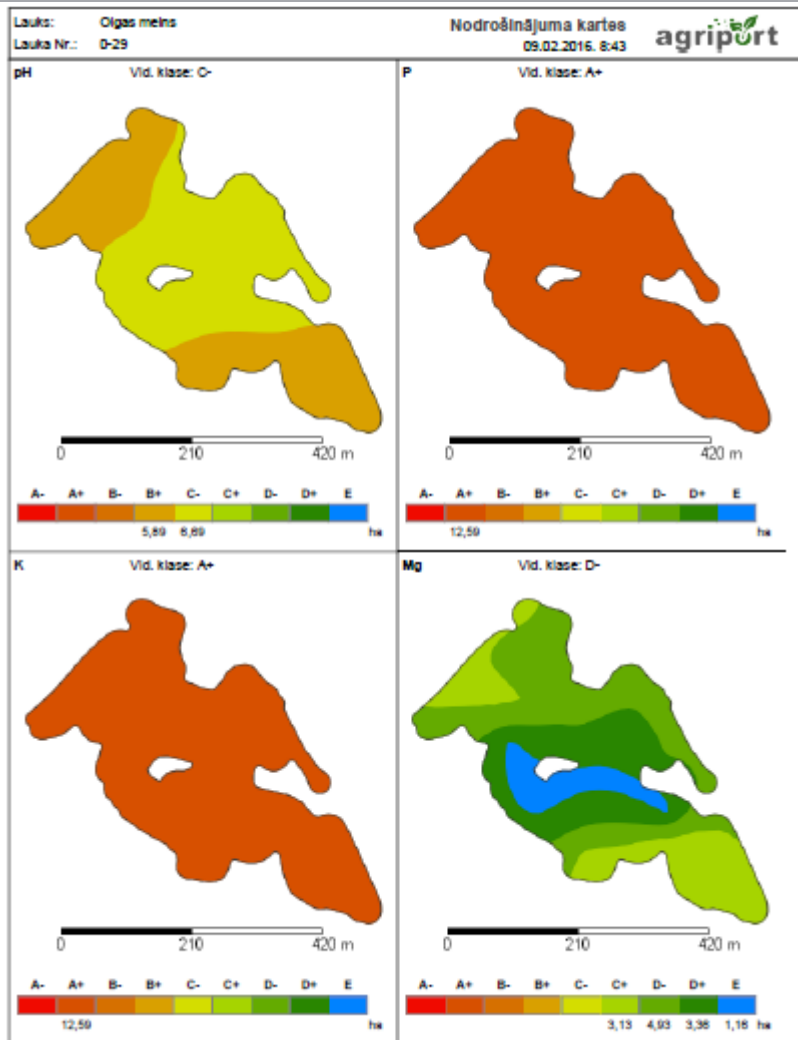 Lauks: Olgas melns
Nodrošinājuma kartes
agriport
Lauka Nr.: 0-29
09.02.2016. 8:43
pH Vid. klase: C-
0 210 420 m
A- A+ B- B+ C- C+ D- D+ E
5,89 6,69 ha
P Vid. klase: A+
0 210 420 m
A- A+ B- B+ C- C+ D- D+ E
12,59 ha
K Vid. klase: A+
0 210 420 m
A- A+ B- B+ C- C+ D- D+ E
12,59 ha
Mg Vid. klase: D-
0 210 420 m
A- A+ B- B+ C- C+ D- D+ E
3,13 4,93 3,36 1,16 ha